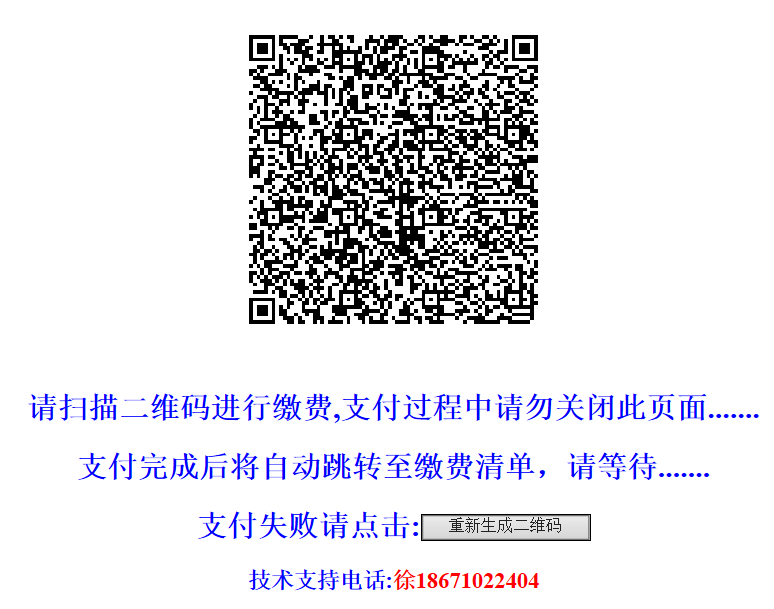 请扫描二维码进行缴费,支付过程中请勿关闭此页面.......
支付完成后将自动跳转至缴费清单，请等待.......
支付失败请点击:重新生成二维码
技术支持电话:徐18671022404